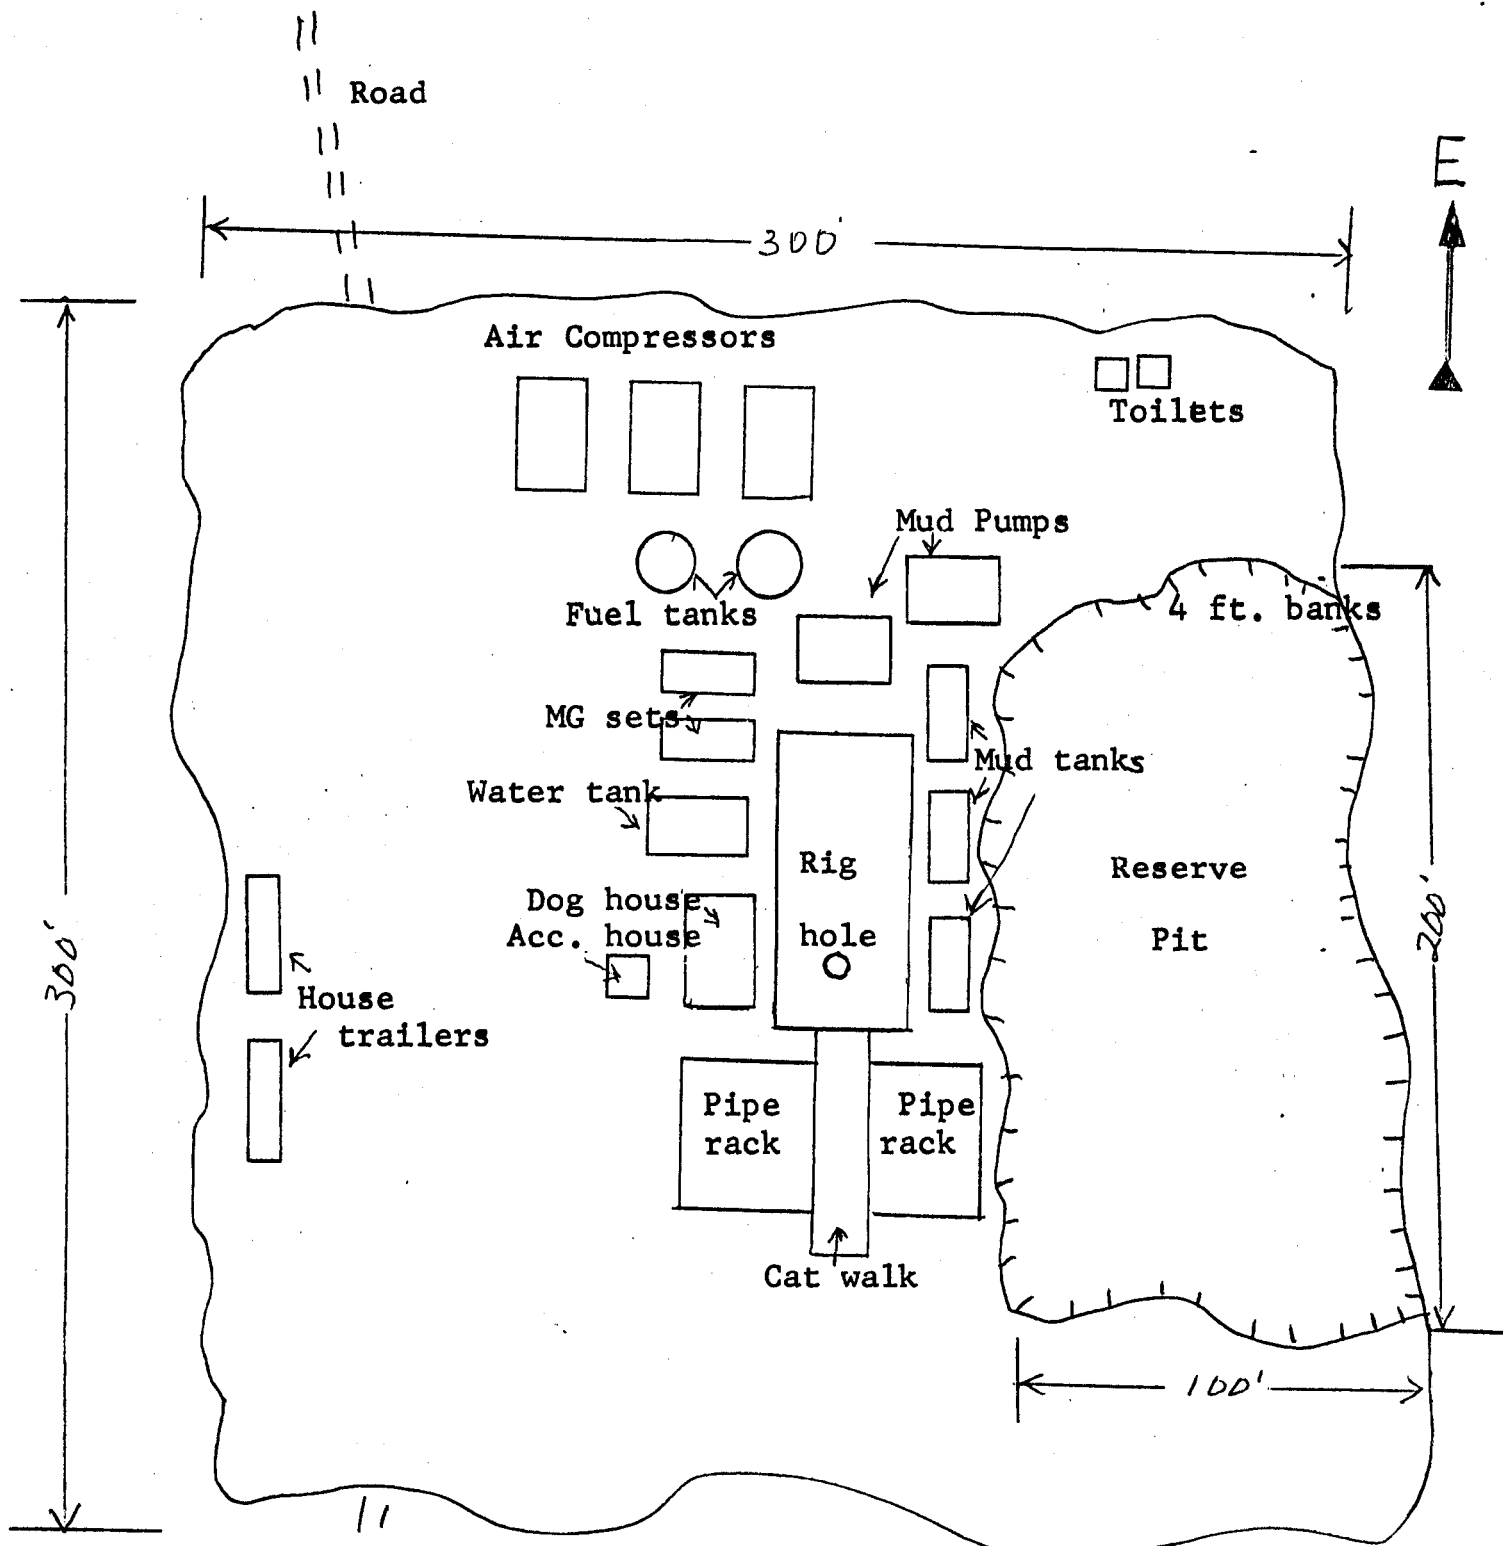 Road
E
300'
Air Compressors
Toilets
Mud Pumps
Fuel tanks
4 ft. banks
MG sets
Mud tanks
Water tank
Rig
Reserve
Dog house
Acc. house
hole
Pit
200'
300'
House
trailers
Pipe
rack
Pipe
rack
Cat walk
100'